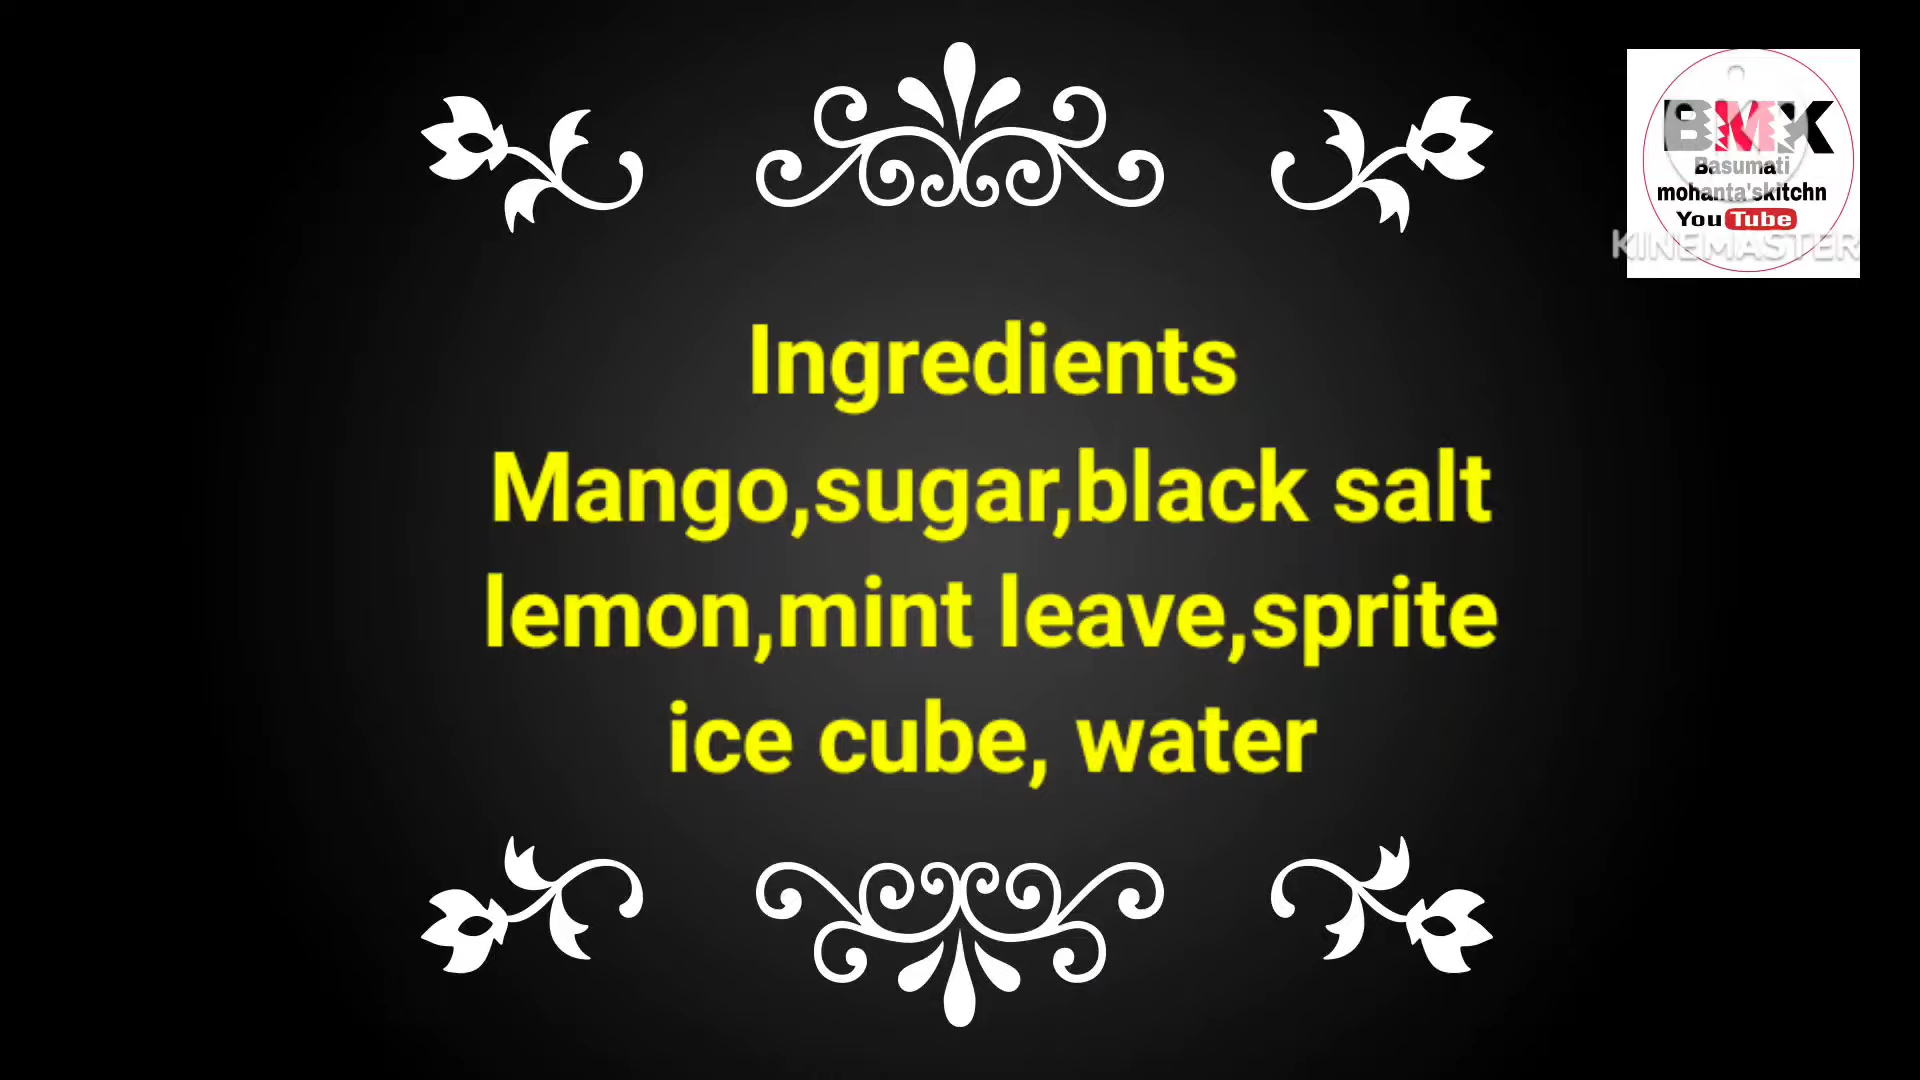 BMK
Basumati
mohanta'skitchn
YouTube
KINEMASTER
Ingredients
Mango,sugar,black salt
lemon,mint leave,sprite
ice cube, water